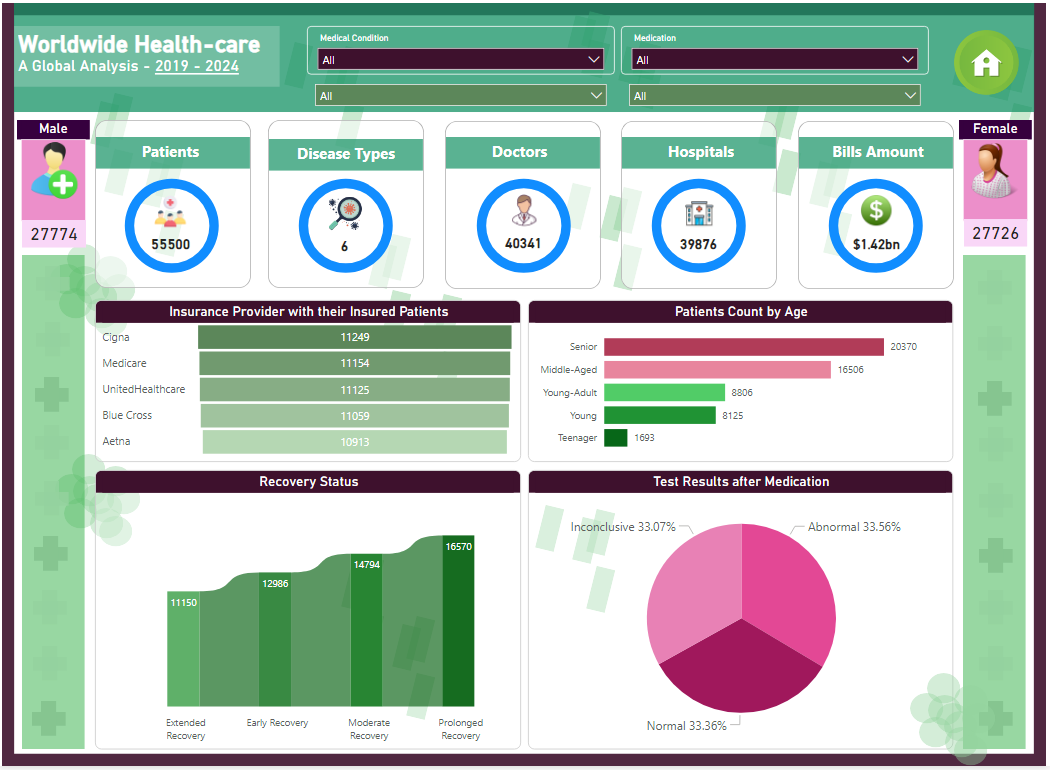 Worldwide Health-care
A Global Analysis - 2019 - 2024
Medical Condition
All
Medication
All
All
All
Male
27774
Patients
55500
Disease Types
6
Doctors
40341
Hospitals
39876
Bills Amount
$1.42bn
Female
27726
Insurance Provider with their Insured Patients
Cigna 11249
Medicare 11154
UnitedHealthcare 11125
Blue Cross 11059
Aetna 10913
Patients Count by Age
Senior 20370
Middle-Aged 16506
Young-Adult 8806
Young 8125
Teenager 1693
Recovery Status
11150
12986
14794
16570
Extended
Recovery
Early Recovery
Moderate
Recovery
Prolonged
Recovery
Test Results after Medication
Inconclusive 33.07%
Abnormal 33.56%
Normal 33.36%